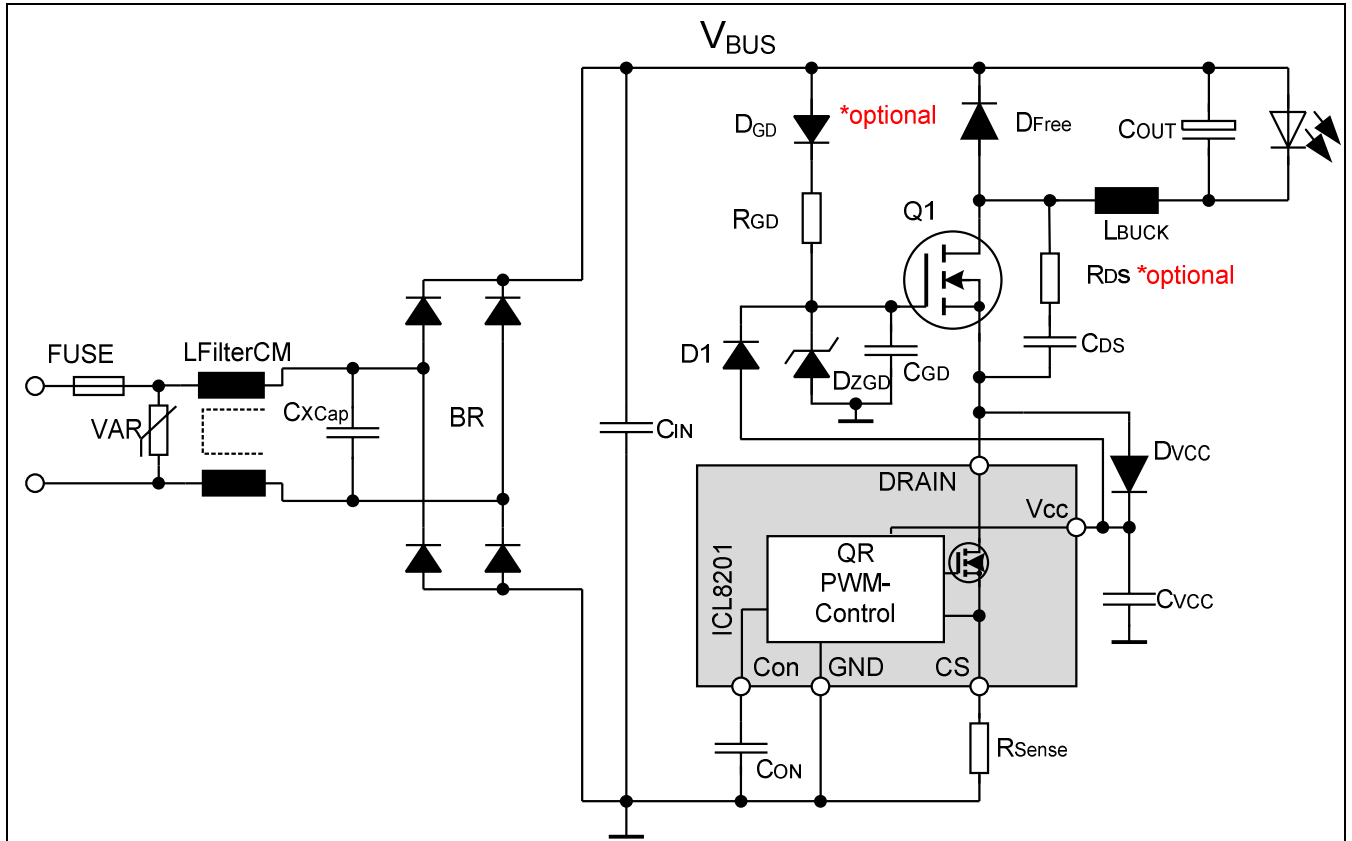 VBUS
DGD
*optional
DFree
COUT
RGD
Q1
LBUCK
RDS *optional
FUSE
LFilterCM
D1
DZGD
CGD
CDS
VAR
CXCap
BR
CIN
DVCC
DRAIN
Vcc
ICL8201
QR
PWM-
Control
CVCC
Con
GND
CS
CON
RSense